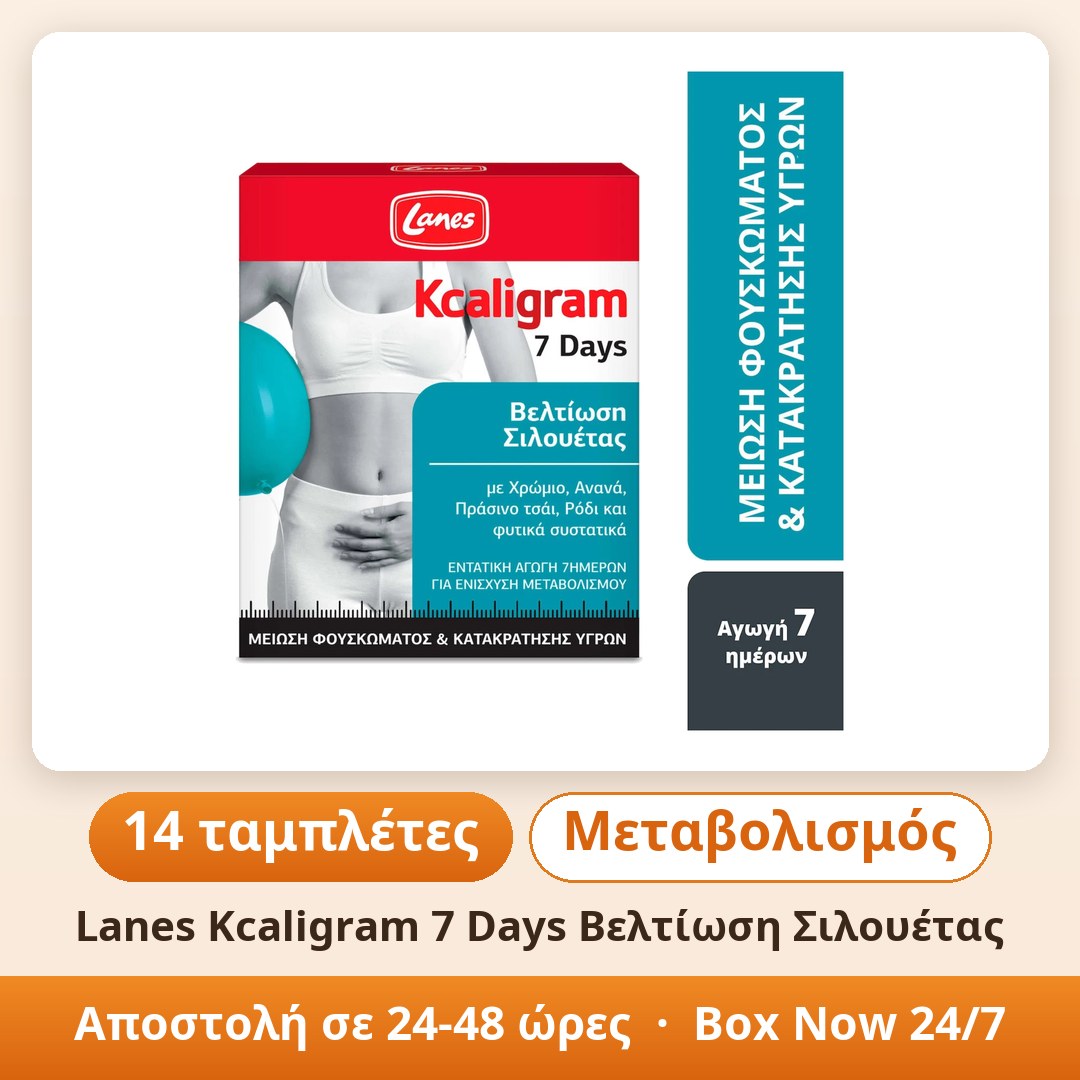 Lanes
Kcaligram
7 Days
Βελτίωση
Σιλουέτας
με Χρώμιο, Ανανά,
Πράσινο τσάι, Ρόδι και
φυτικά συστατικά
ΕΝΤΑΤΙΚΗ ΑΓΩΓΗ 7ΗΜΕΡΩΝ
ΓΙΑ ΕΝΙΣΧΥΣΗ ΜΕΤΑΒΟΛΙΣΜΟΥ
ΜΕΙΩΣΗ ΦΟΥΣΚΩΜΑΤΟΣ & ΚΑΤΑΚΡΑΤΗΣΗΣ ΥΓΡΩΝ
ΜΕΙΩΣΗ ΦΟΥΣΚΩΜΑΤΟΣ
& ΚΑΤΑΚΡΑΤΗΣΗΣ ΥΓΡΩΝ
Αγωγή 7
ημέρων
14 ταμπλέτες
Μεταβολισμός
Lanes Kcaligram 7 Days Βελτίωση Σιλουέτας
Αποστολή σε 24-48 ώρες · Box Now 24/7